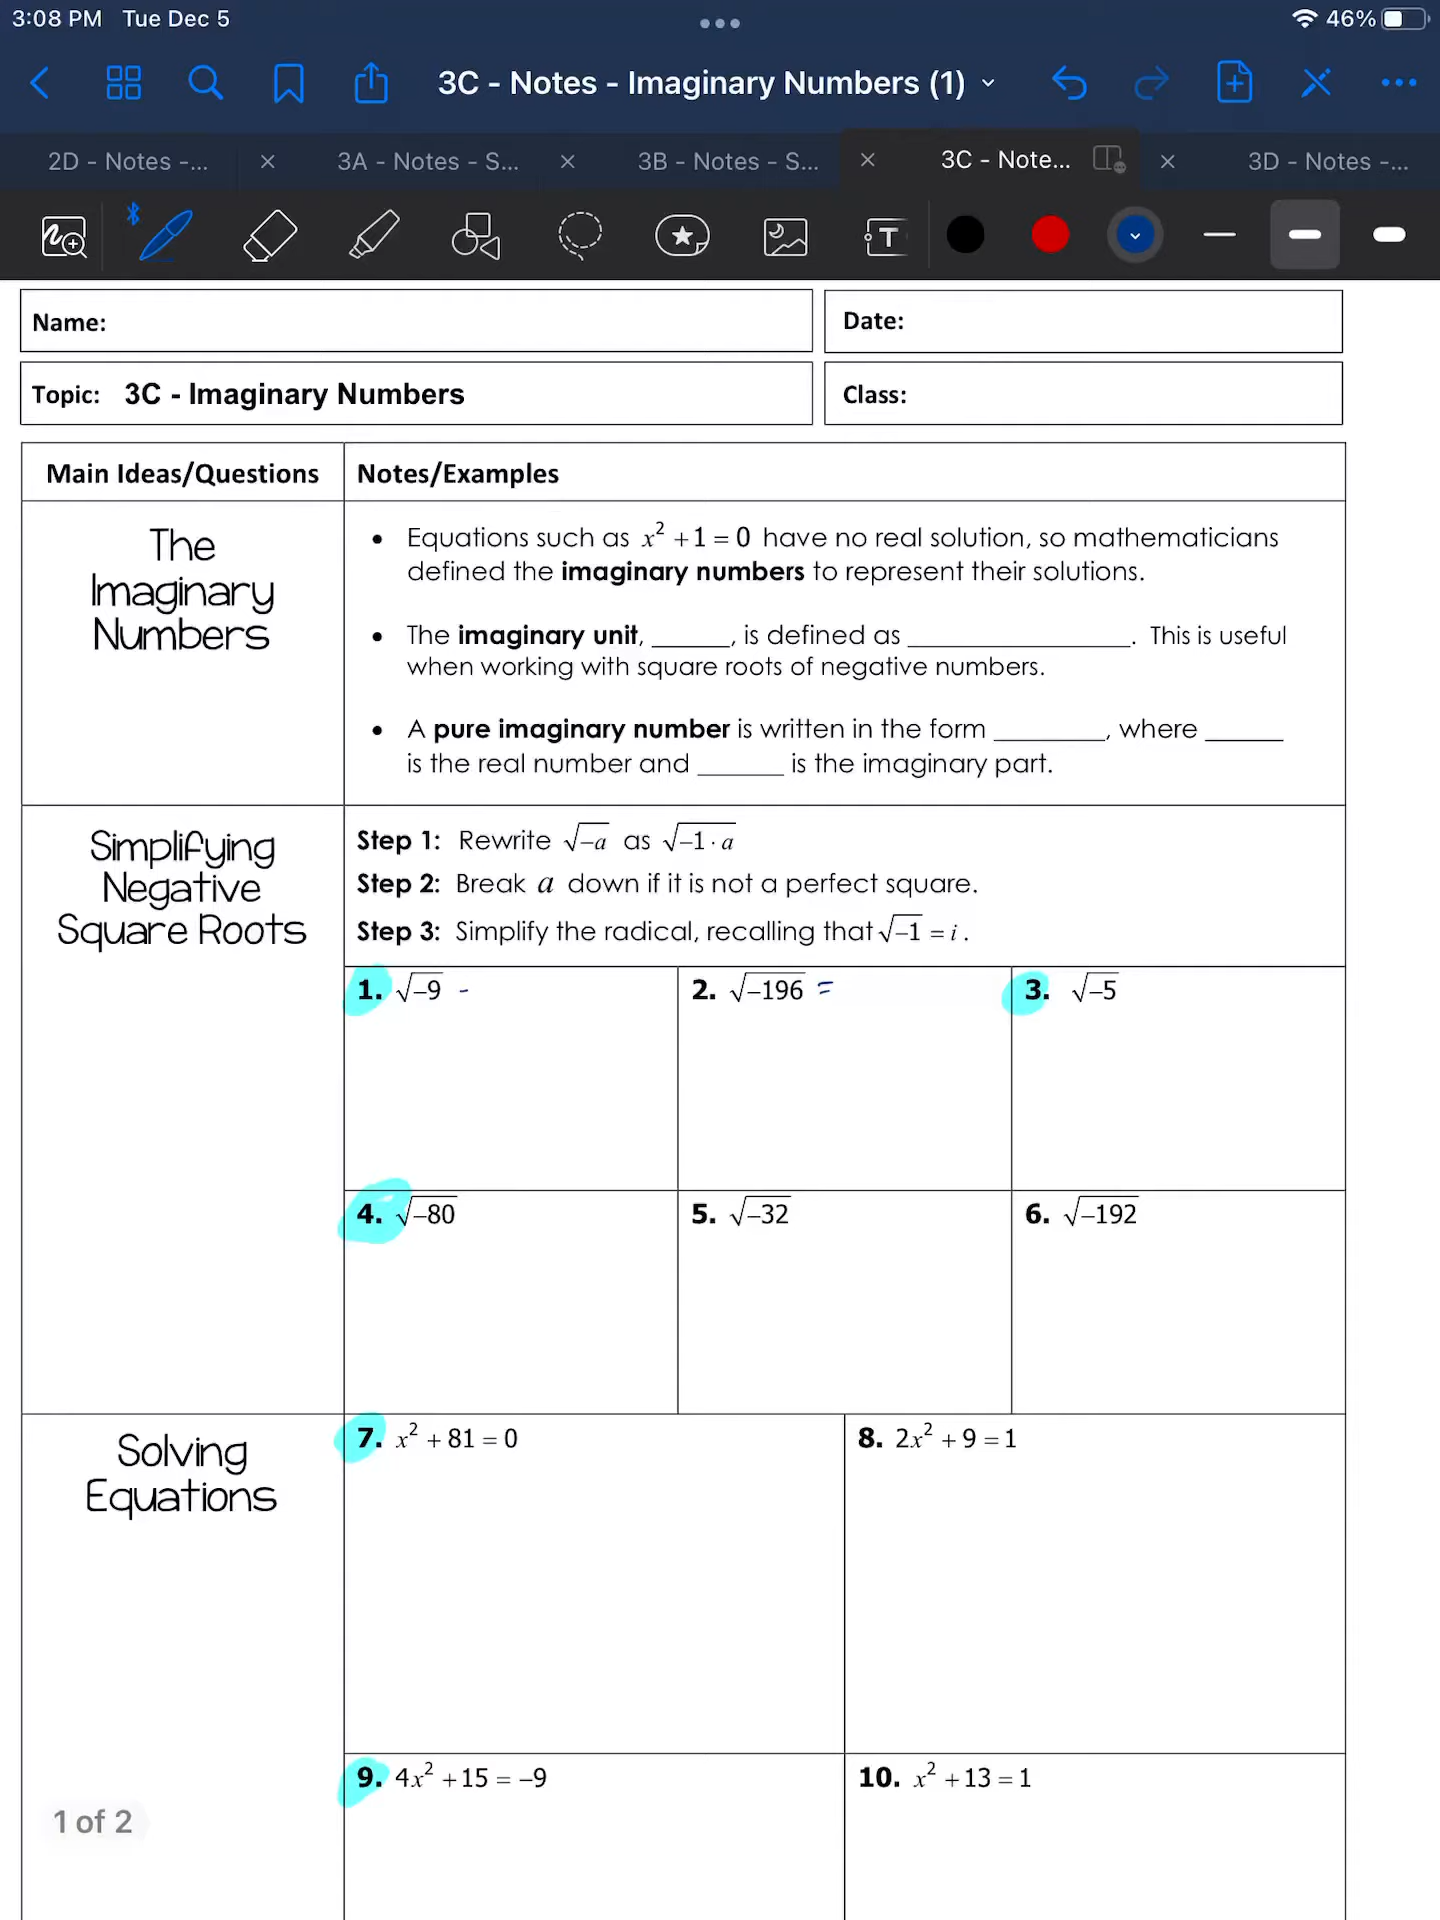 3:08 PM Tue Dec 5
46%
3C - Notes - Imaginary Numbers (1)
2D - Notes -... × 3A - Notes - S... × 3B - Notes - S... × 3C - Note... × 3D - Notes -...
T
Name:
Date:
Topic: 3C - Imaginary Numbers
Class:
Main Ideas/Questions
Notes/Examples
The
Imaginary
Numbers
• Equations such as x² + 1 = 0 have no real solution, so mathematicians
defined the imaginary numbers to represent their solutions.
• The imaginary unit, ______, is defined as _________________. This is useful
when working with square roots of negative numbers.
• A pure imaginary number is written in the form ________, where ______
is the real number and ______ is the imaginary part.
Simplifying
Negative
Square Roots
Step 1: Rewrite √−a as √−1·a
Step 2: Break a down if it is not a perfect square.
Step 3: Simplify the radical, recalling that √−1 = i.
1. √−9 -
2. √−196 =
3. √−5
4. √−80
5. √−32
6. √−192
Solving
Equations
7. x² + 81 = 0
8. 2x² + 9 = 1
9. 4x² + 15 = −9
10. x² + 13 = 1
1 of 2